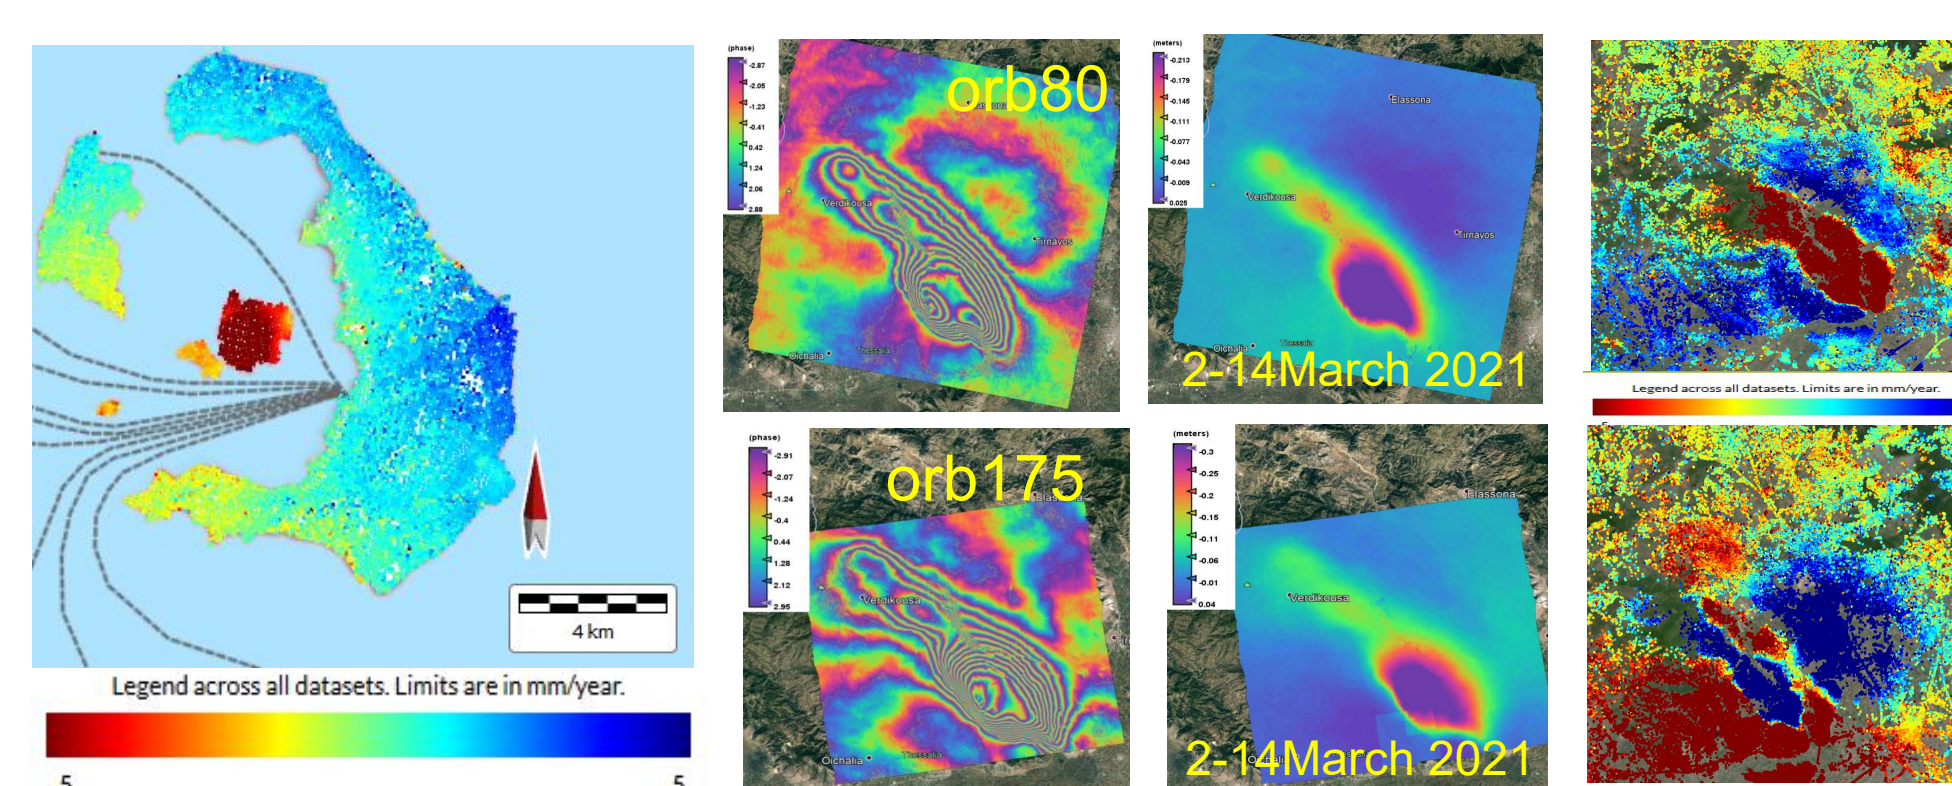 4 km
Legend across all datasets. Limits are in mm/year.
5
5
(phase)
-2.87
-2.05
-1.23
-0.41
0.42
1.24
2.06
2.88
orb80
Verdikousa
Tirnavos
Oichalia
Thessalia
(meters)
-0.213
-0.179
-0.145
-0.111
-0.077
-0.043
-0.009
0.025
Elassona
Verdikousa
Tirnavos
Oichalia
Thessalia
2-14March 2021
Legend across all datasets. Limits are in mm/year.
(phase)
-2.91
-2.07
-1.24
-0.4
0.44
1.28
2.12
2.95
orb175
Elassona
Verdikousa
Oichalia
Thessalia
(meters)
-0.3
-0.25
-0.2
-0.15
-0.11
-0.06
-0.01
0.04
Elassona
Verdikousa
2-14March 2021